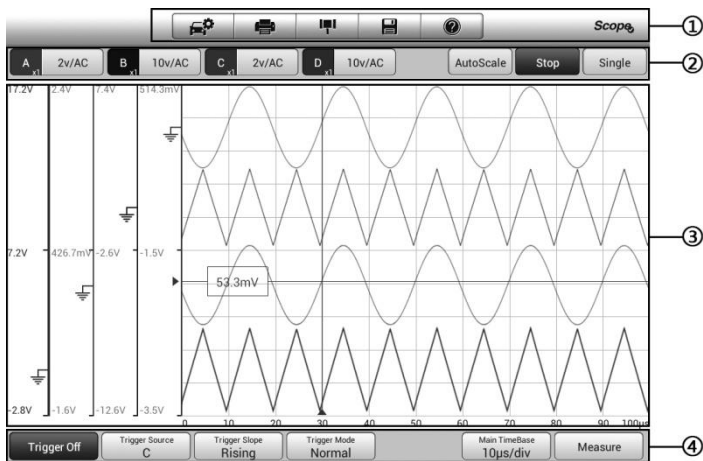 Scope
①
A x1 2v/AC B x1 10v/AC C x1 2v/AC D x1 10v/AC AutoScale Stop Single
②
17.2V 2.4V 7.4V 514.3mV
③
7.2V 426.7mV -2.6V -1.5V
53.3mV
-2.8V -1.6V -12.6V -3.5V
0 10 20 30 40 50 60 70 80 90 100μs
Trigger Off Trigger Source C Trigger Slope Rising Trigger Mode Normal Main TimeBase 10μs/div Measure
④